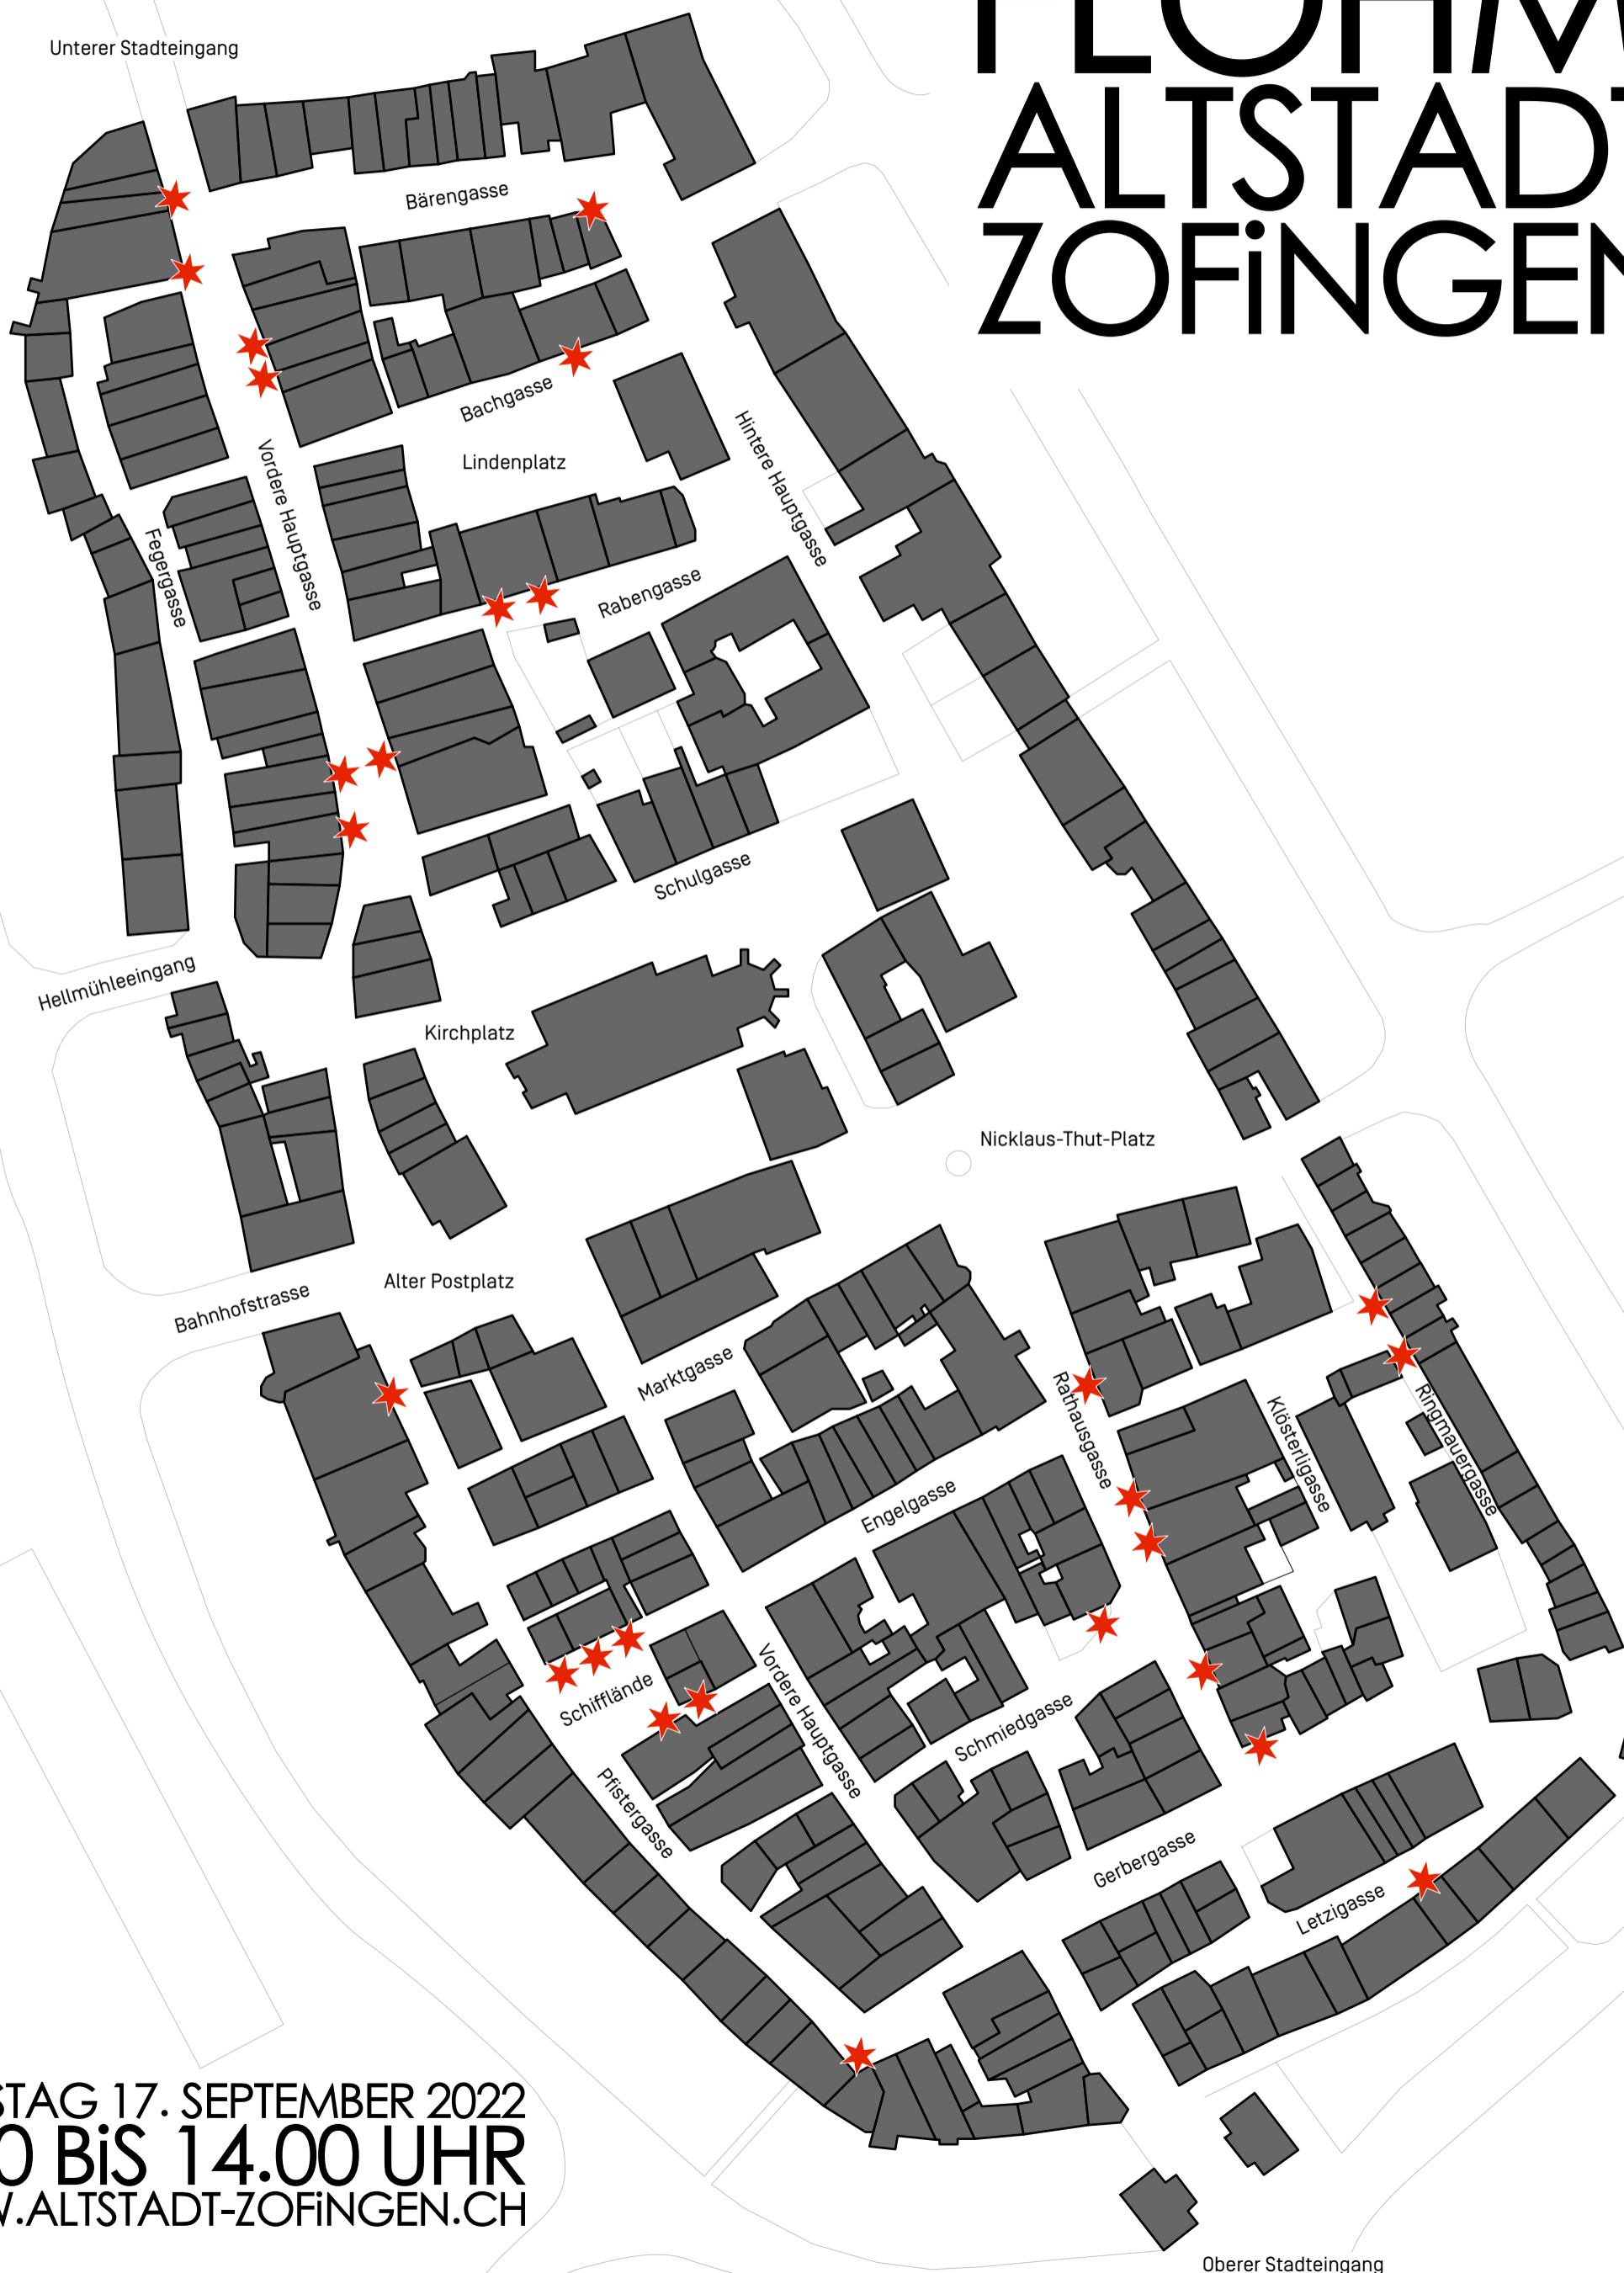 ALTSTAD
ZOFiNGEN
Unterer Stadteingang
Bärengasse
Bachgasse
Lindenplatz
Hintere Hauptgasse
Vordere Hauptgasse
Fegergasse
Rabengasse
Schulgasse
Hellmühleeingang
Kirchplatz
Nicklaus-Thut-Platz
Alter Postplatz
Bahnhofstrasse
Marktgasse
Rathausgasse
Klösterligasse
Ringmauergasse
Engelgasse
Schifflände
Vordere Hauptgasse
Schmiedgasse
Pfistergasse
Gerbergasse
Letzigasse
STAG 17. SEPTEMBER 2022
0 BiS 14.00 UHR
.ALTSTADT-ZOFiNGEN.CH
Oberer Stadteingang